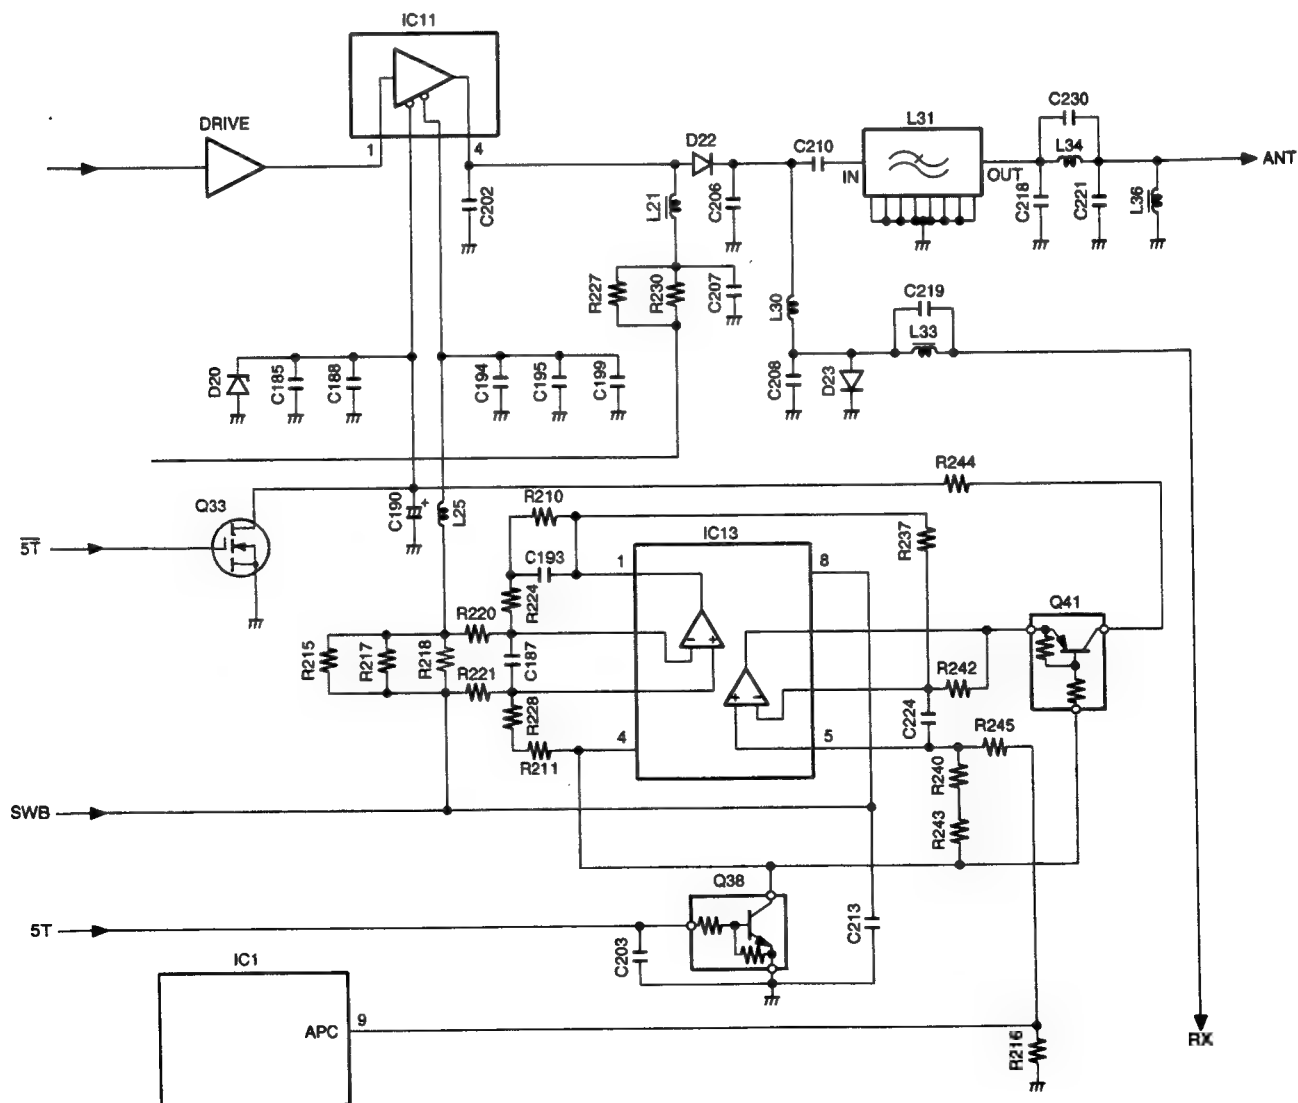 IC11
C230
DRIVE
L31
D22
C210
L34
ANT
1
4
IN
OUT
C202
L21
C206
C218
C221
L36
R227
R230
C207
L30
C219
L33
D20
C185
C188
C194
C195
C199
C208
D23
R244
Q33
C190
+
L25
R210
R237
IC13
5T
C193
1
8
R224
Q41
R220
R215
R217
R218
C187
R221
R242
R228
C224
R245
4
5
R211
R240
SWB
R243
Q38
C213
5T
C203
IC1
APC
9
R216
RX